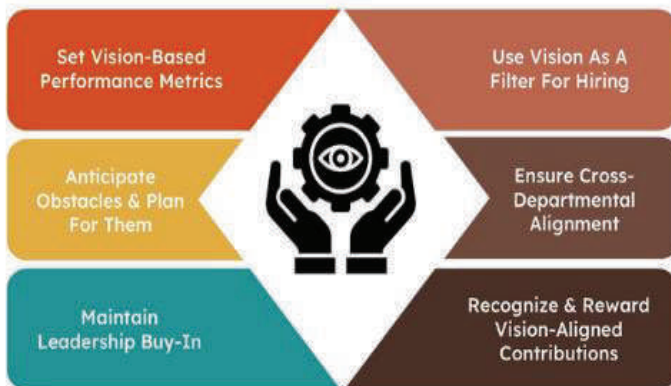 Set Vision-Based
Performance Metrics
Use Vision As A
Filter For Hiring
Anticipate
Obstacles & Plan
For Them
Ensure Cross-
Departmental
Alignment
Maintain
Leadership Buy-In
Recognize & Reward
Vision-Aligned
Contributions